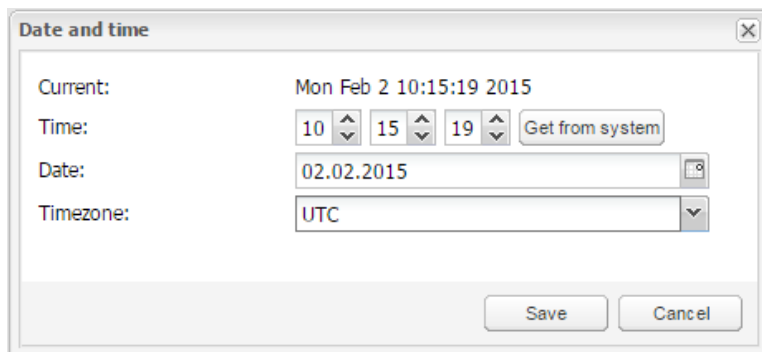 Date and time
Current: Mon Feb 2 10:15:19 2015
Time: 10 15 19 Get from system
Date: 02.02.2015
Timezone: UTC
Save Cancel